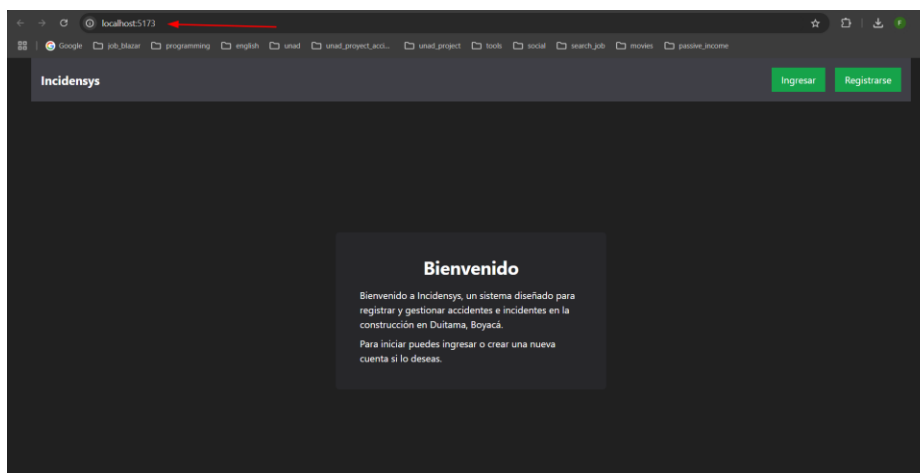 localhost:5173
Google job_blazar programming english unad unad_proyect_acci... unad_project tools social search_job movies passive_income
Incidensys Ingresar Registrarse
Bienvenido
Bienvenido a Incidensys, un sistema diseñado para
registrar y gestionar accidentes e incidentes en la
construcción en Duitama, Boyacá.
Para iniciar puedes ingresar o crear una nueva
cuenta si lo deseas.